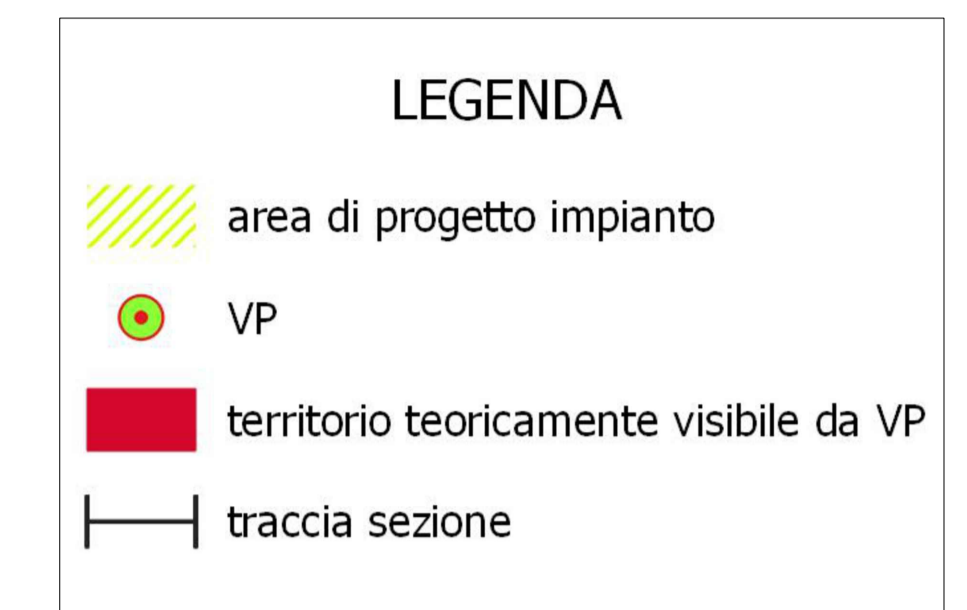 LEGENDA
area di progetto impianto
VP
territorio teoricamente visibile da VP
traccia sezione